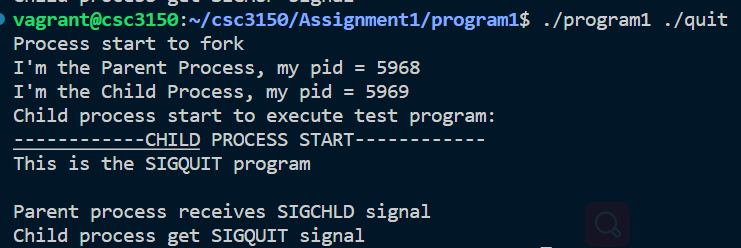 vagrant@csc3150:~/csc3150/Assignment1/program1$ ./program1 ./quit
Process start to fork
I'm the Parent Process, my pid = 5968
I'm the Child Process, my pid = 5969
Child process start to execute test program:
------------CHILD PROCESS START------------
This is the SIGQUIT program
Parent process receives SIGCHLD signal
Child process get SIGQUIT signal